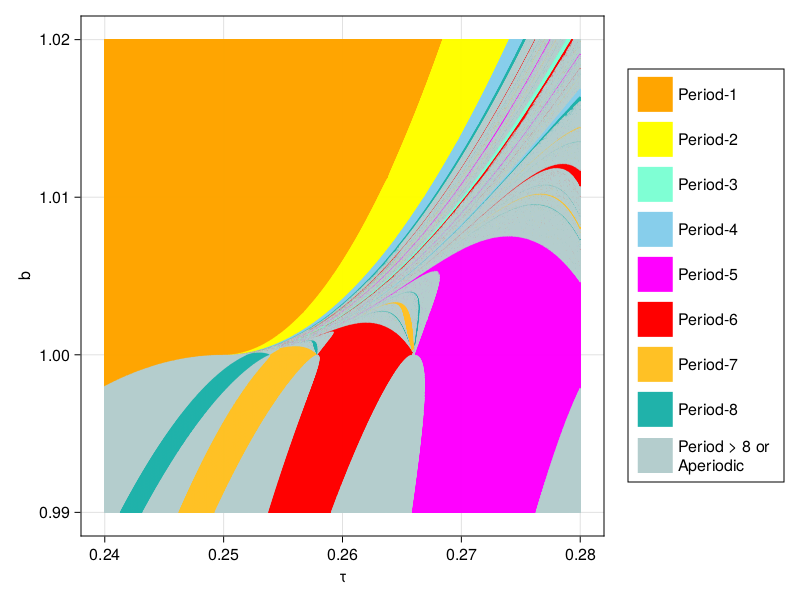 1.02
1.01
1.00
0.99
b
0.24
0.25
0.26
0.27
0.28
τ
Period-1
Period-2
Period-3
Period-4
Period-5
Period-6
Period-7
Period-8
Period > 8 or
Aperiodic